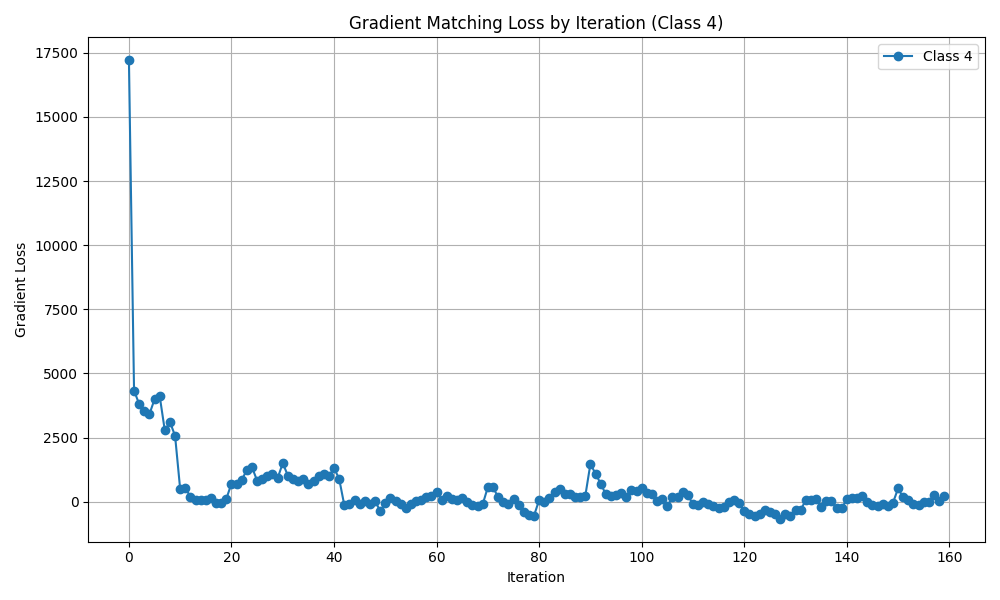 Gradient Matching Loss by Iteration (Class 4)
Class 4
Gradient Loss
17500
15000
12500
10000
7500
5000
2500
0
0 20 40 60 80 100 120 140 160
Iteration